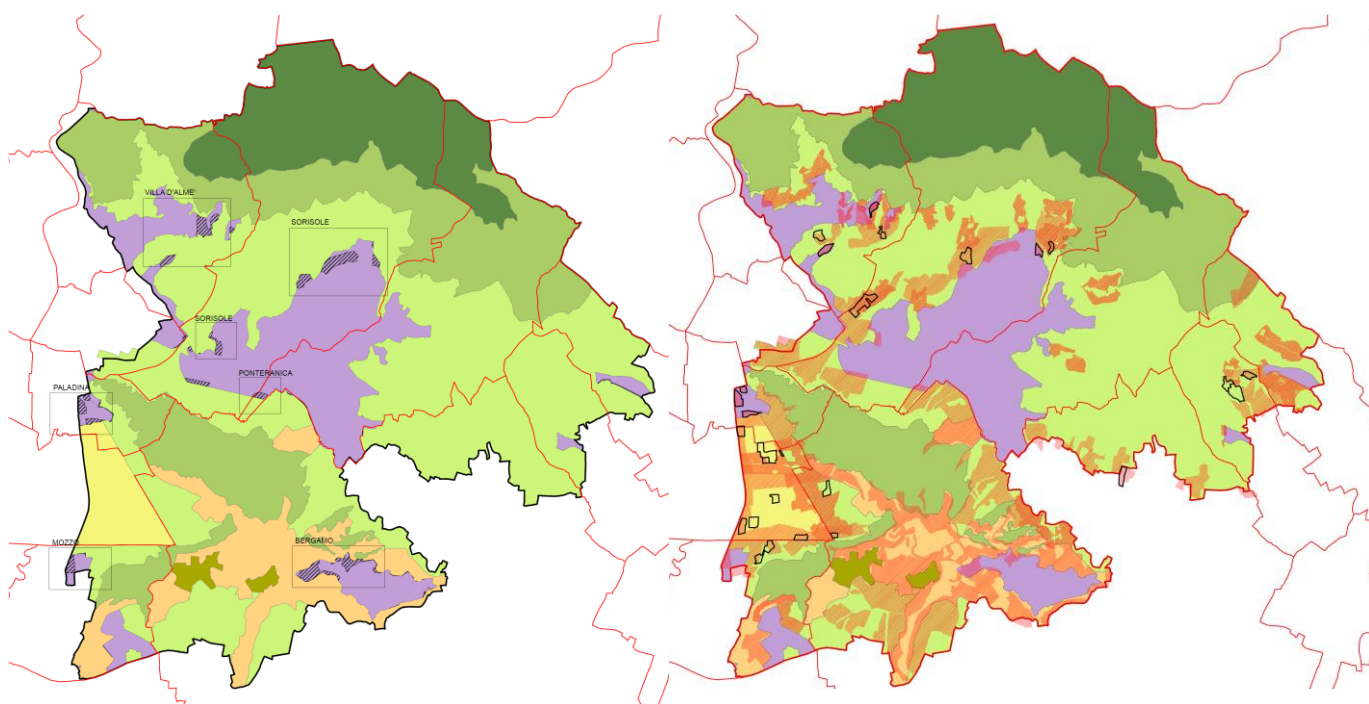 VILLA D'ALME'
SORISOLE
SORISOLE
PONTERANICA
PALADINA
MOZZO
BERGAMO